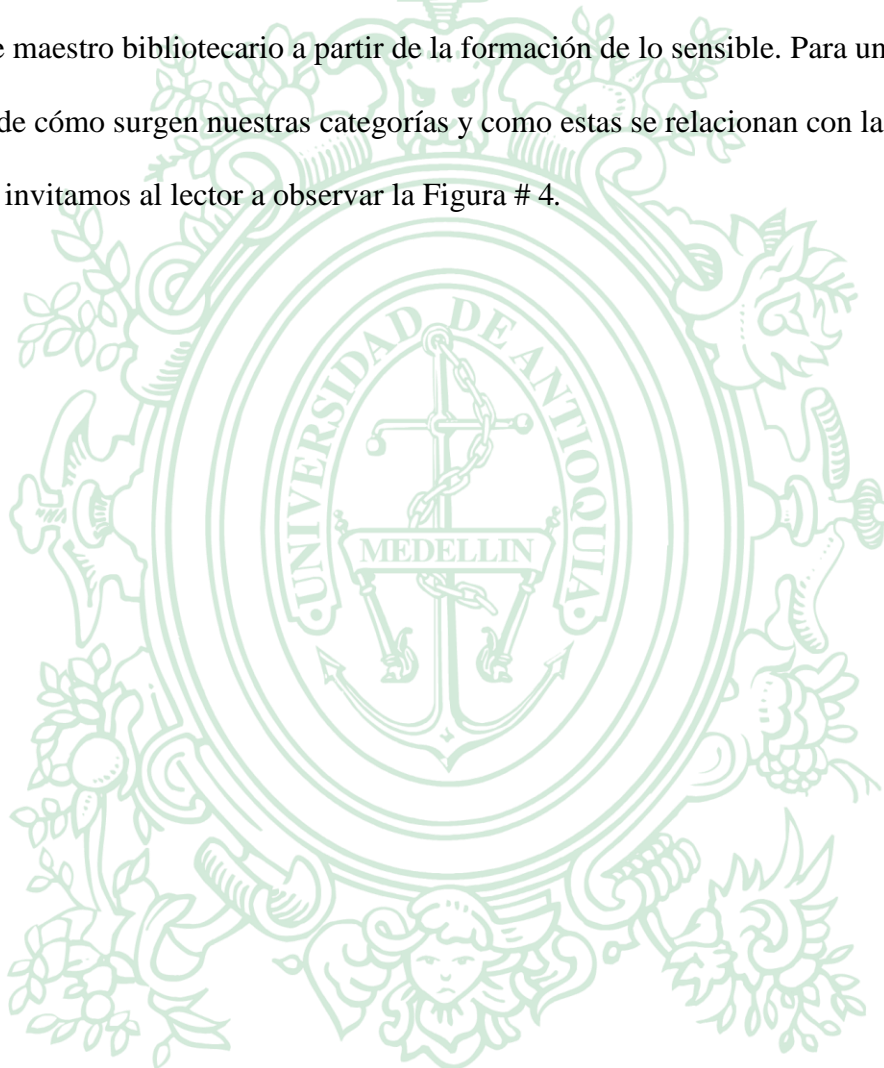 maestro bibliotecario a partir de la formación de lo sensible. Para un
de cómo surgen nuestras categorías y como estas se relacionan con la
invitamos al lector a observar la Figura # 4.
UNIVERSIDAD DE ANTIOQUIA
MEDELLIN